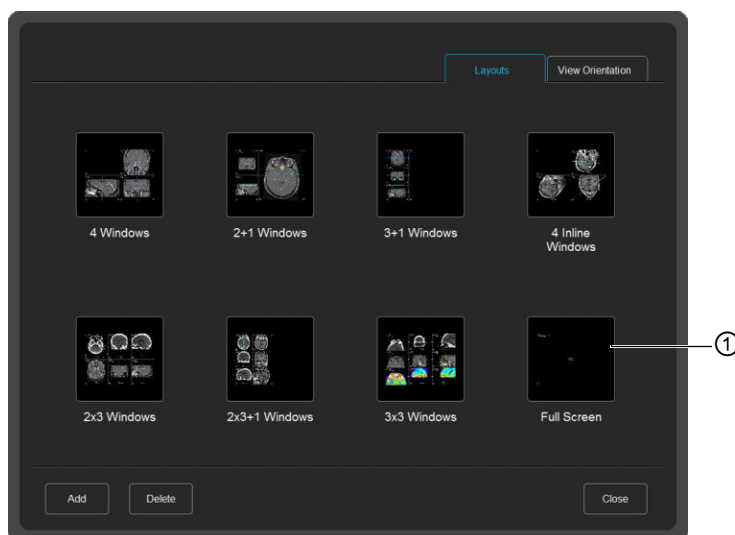 Layouts
View Orientation
4 Windows
2+1 Windows
3+1 Windows
4 Inline
Windows
2x3 Windows
2x3+1 Windows
3x3 Windows
Full Screen
1
Add
Delete
Close